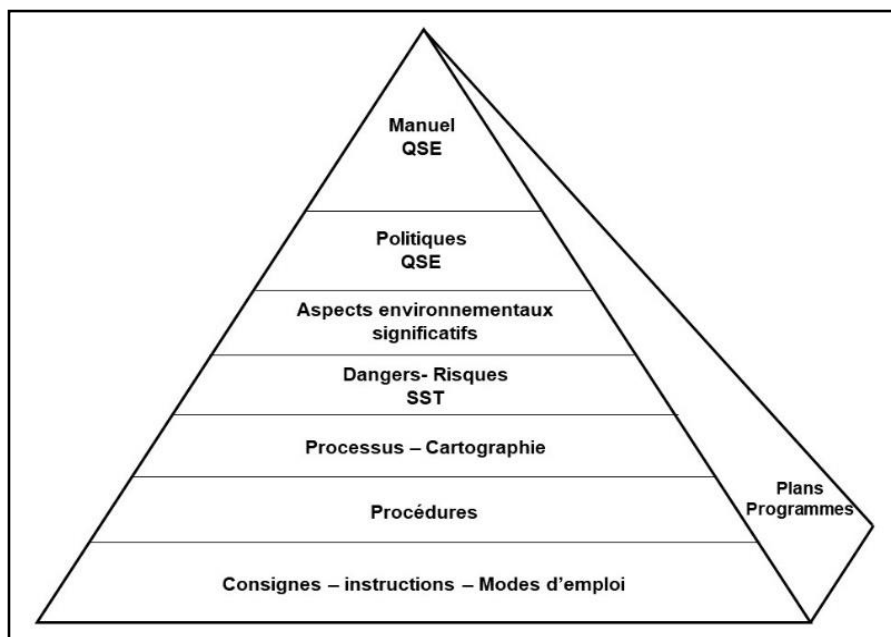 Manuel
QSE
Politiques
QSE
Aspects environnementaux
significatifs
Dangers- Risques
SST
Processus – Cartographie
Procédures
Consignes – instructions – Modes d'emploi
Plans
Programmes